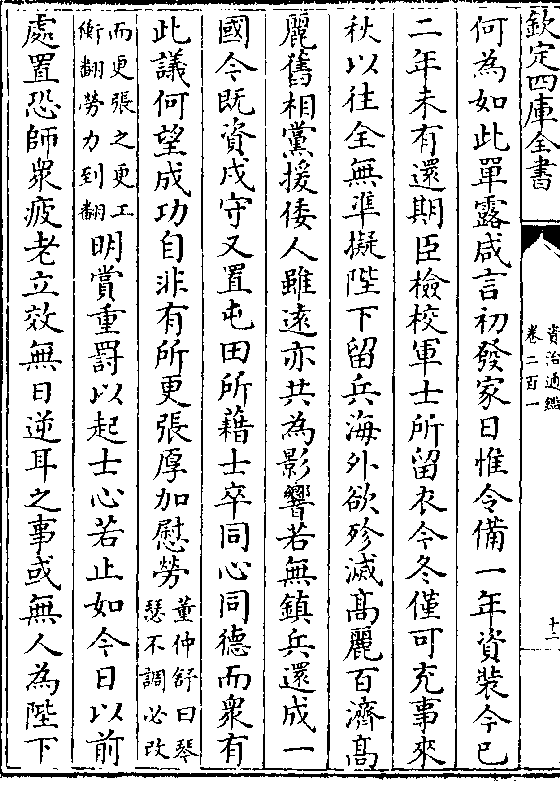 欽定四庫全書
資治通鑑
卷二百一
十二
何為如此單露咸言初發家日惟令備一年資裝今已
二年未有還期臣檢校軍士所留衣今冬僅可充事來
秋以往全無準擬陛下留兵海外欲殄滅高麗百濟高
麗舊相黨援倭人雖遠亦共為影響若無鎮兵還成一
國今既資戍守又置屯田所藉士卒同心同德而衆有
此議何望成功自非有所更張厚加慰勞董仲舒曰琴瑟不調必改
而更張之更工衡翻勞力到翻明賞重罰以起士心若止如今日以前
處置恐師衆疲老立效無日逆耳之事或無人為陛下